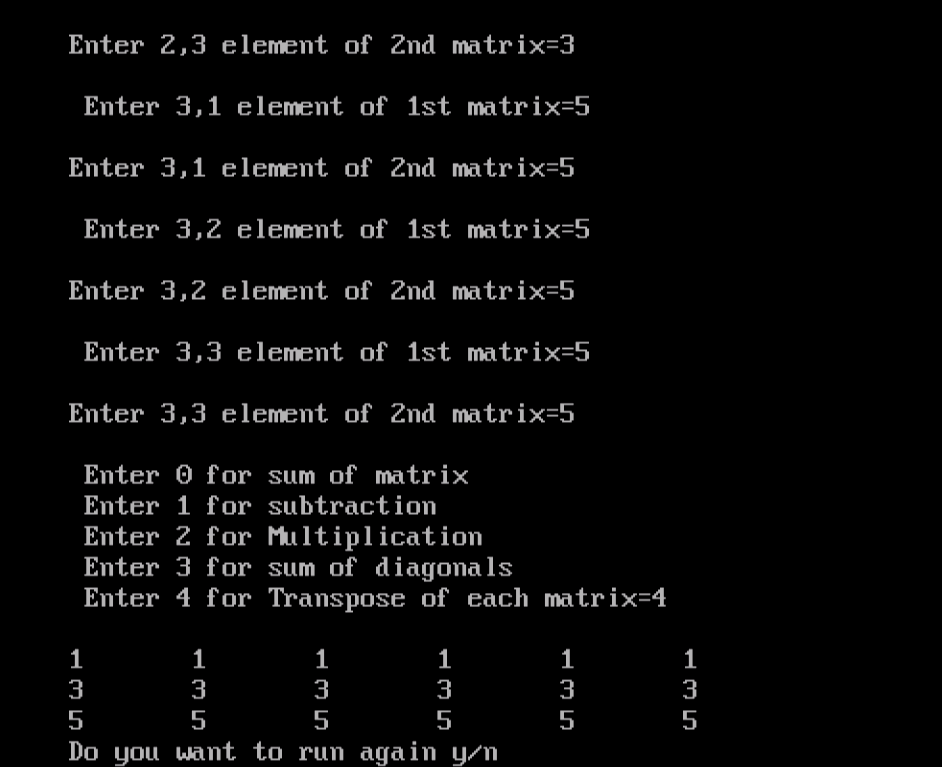 Enter 2,3 element of 2nd matrix=3
Enter 3,1 element of 1st matrix=5
Enter 3,1 element of 2nd matrix=5
Enter 3,2 element of 1st matrix=5
Enter 3,2 element of 2nd matrix=5
Enter 3,3 element of 1st matrix=5
Enter 3,3 element of 2nd matrix=5
Enter 0 for sum of matrix
Enter 1 for subtraction
Enter 2 for Multiplication
Enter 3 for sum of diagonals
Enter 4 for Transpose of each matrix=4
1 1 1 1 1 1
3 3 3 3 3 3
5 5 5 5 5 5
Do you want to run again y/n